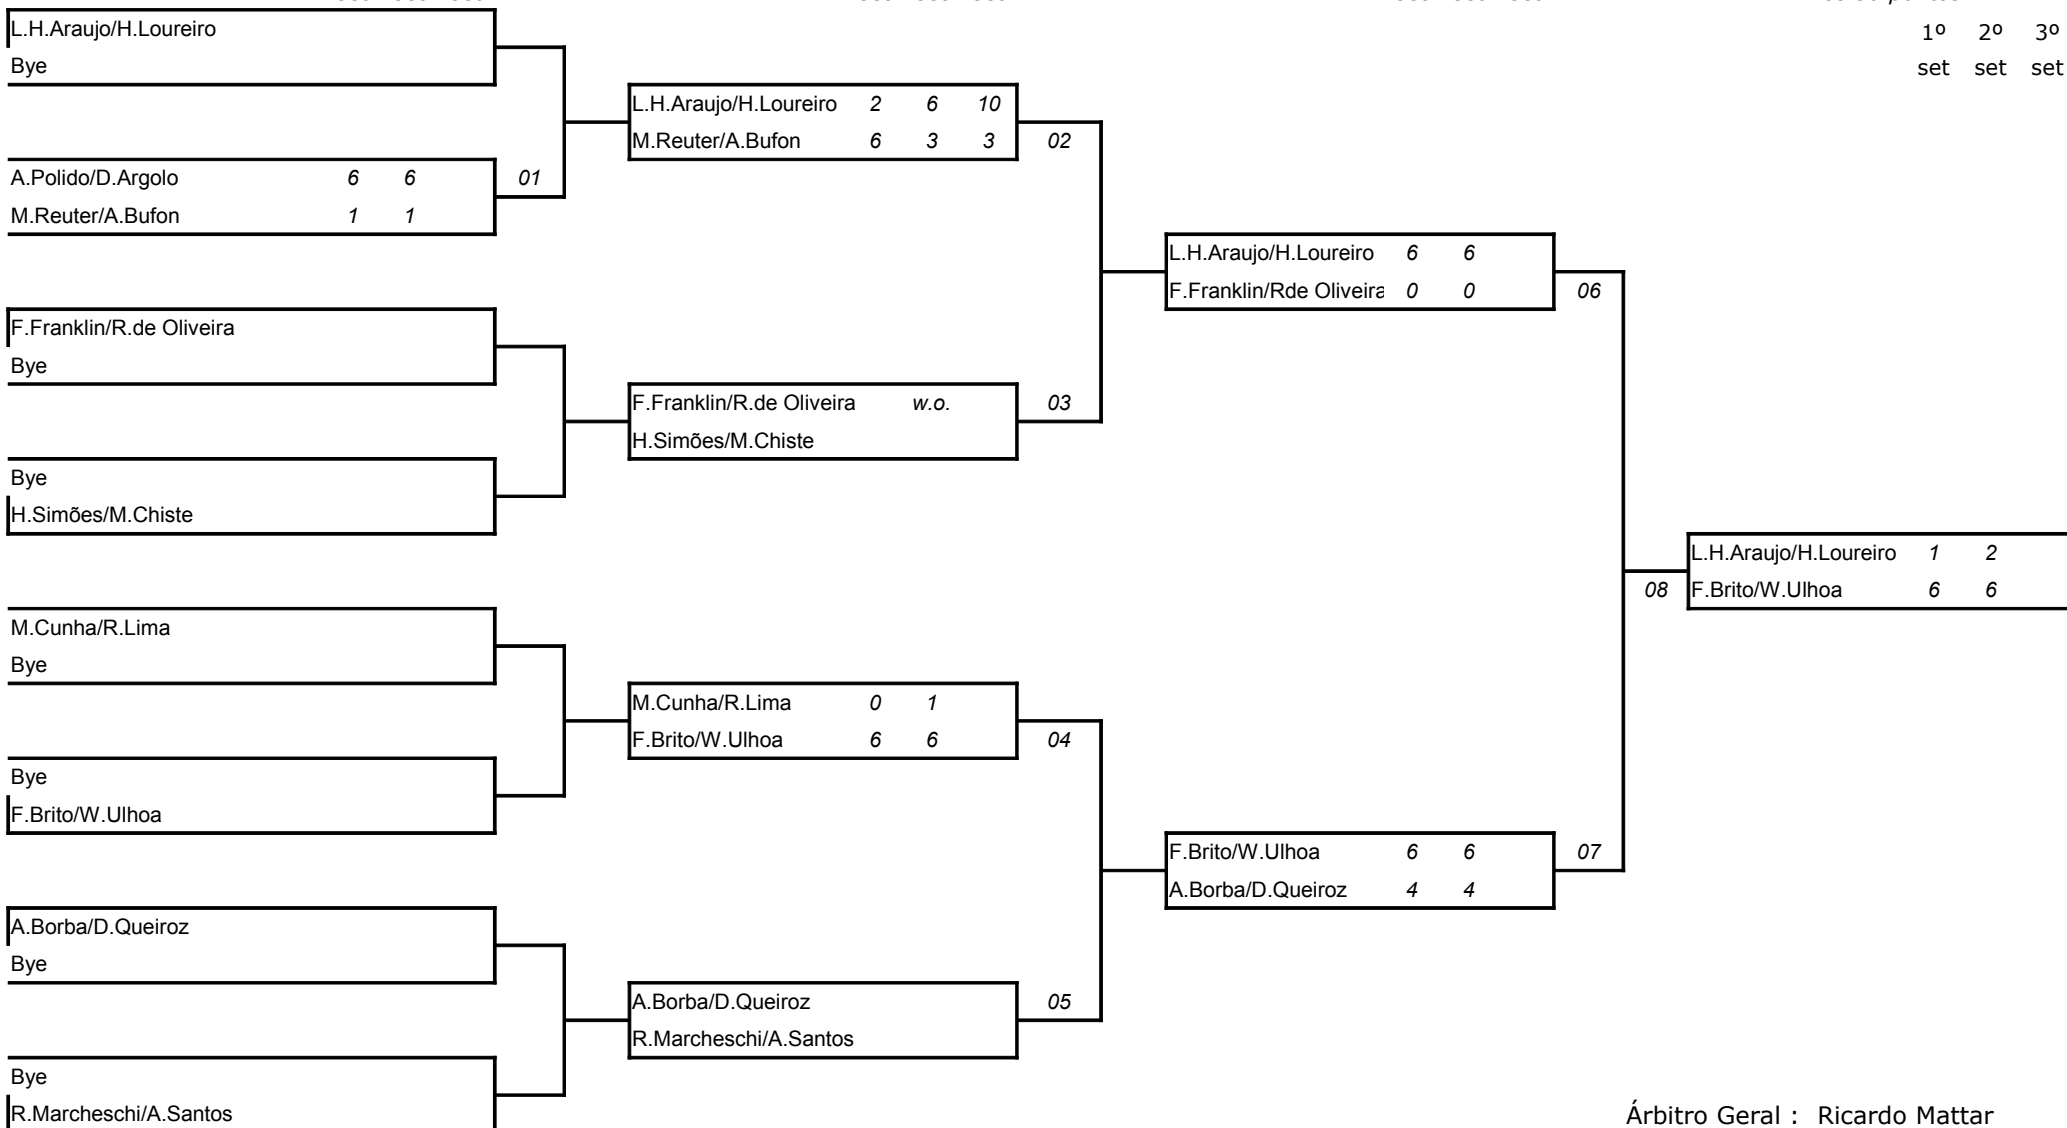 1º 2º 3º
set set set
L.H.Araujo/H.Loureiro
Bye
A.Polido/D.Argolo 6 6
M.Reuter/A.Bufon 1 1
01
F.Franklin/R.de Oliveira
Bye
Bye
H.Simões/M.Chiste
M.Cunha/R.Lima
Bye
Bye
F.Brito/W.Ulhoa
A.Borba/D.Queiroz
Bye
Bye
R.Marcheschi/A.Santos
L.H.Araujo/H.Loureiro 2 6 10
M.Reuter/A.Bufon 6 3 3
02
F.Franklin/R.de Oliveira w.o.
H.Simões/M.Chiste
03
M.Cunha/R.Lima 0 1
F.Brito/W.Ulhoa 6 6
04
A.Borba/D.Queiroz
R.Marcheschi/A.Santos
05
L.H.Araujo/H.Loureiro 6 6
F.Franklin/Rde Oliveira 0 0
06
F.Brito/W.Ulhoa 6 6
A.Borba/D.Queiroz 4 4
07
L.H.Araujo/H.Loureiro 1 2
F.Brito/W.Ulhoa 6 6
08
Árbitro Geral : Ricardo Mattar